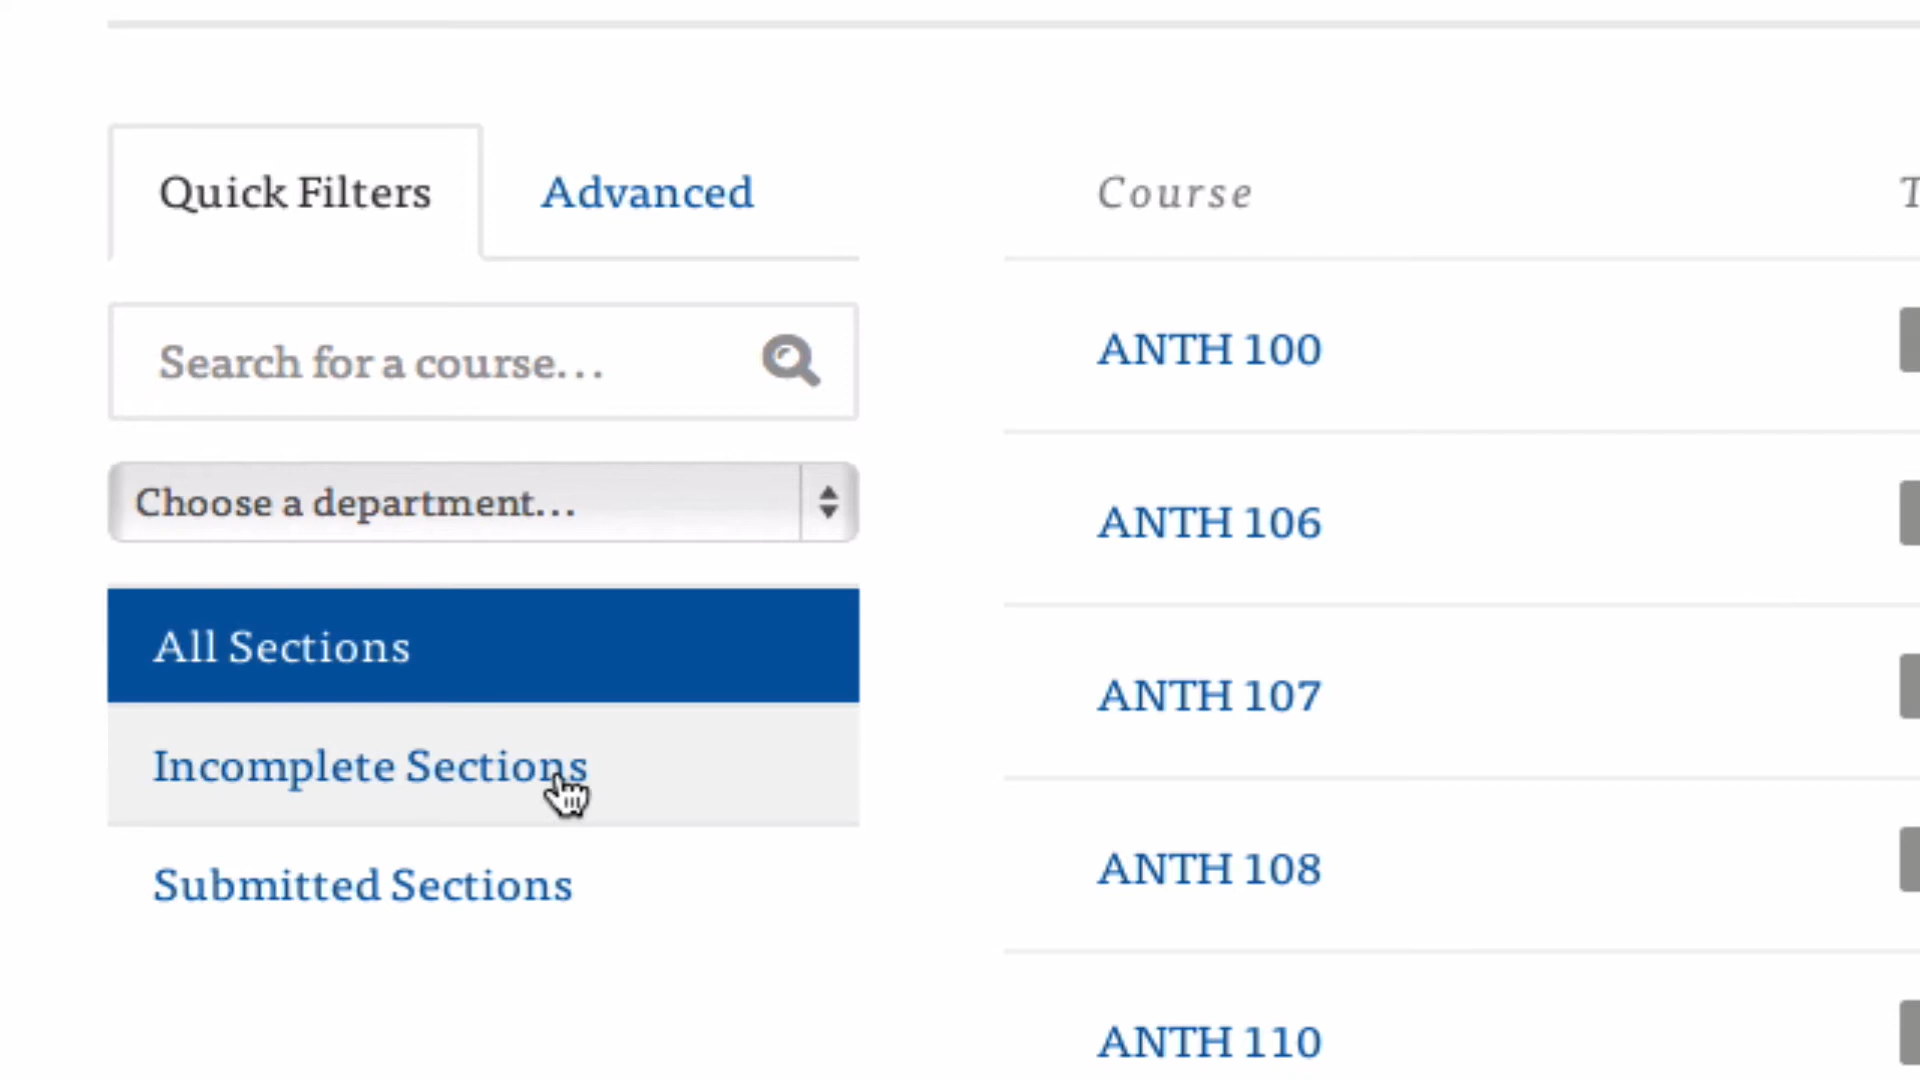 Quick Filters
Advanced
Search for a course...
Choose a department...
All Sections
Incomplete Sections
Submitted Sections
Course
ANTH 100
ANTH 106
ANTH 107
ANTH 108
ANTH 110